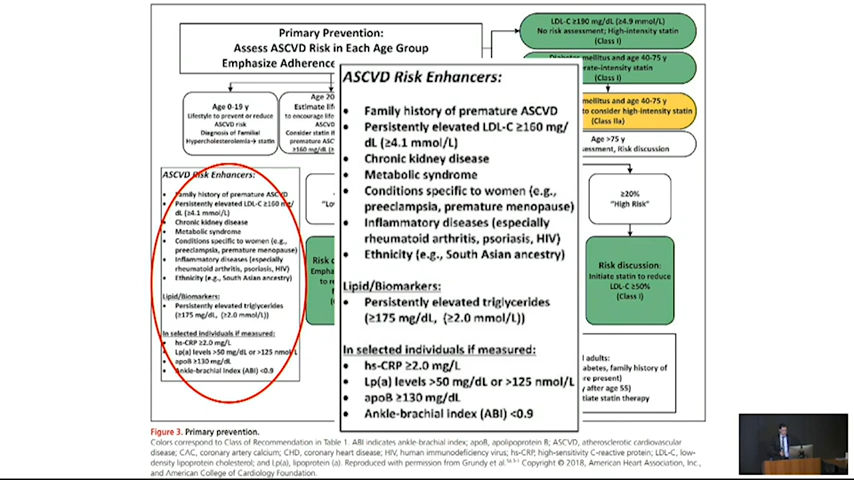 Primary Prevention:
Assess ASCVD Risk in Each Age Group
Emphasize Adherence
LDL-C ≥190 mg/dL (≥4.9 mmol/L)
No risk assessment; High-intensity statin
(Class I)
mellitus and age 40-75 y
rate-intensity statin
(Class I)
mellitus and age 40-75 y
to consider high-intensity statin
(Class IIa)
Age >75 y
assessment, Risk discussion
Age 0-19 y
Lifestyle to prevent or reduce
ASCVD risk
Diagnosis of Familial
Hypercholesterolemia→ statin
Age 20
Estimate life
to encourage life
ASCVD
Consider statin if
premature ASC
≥160 mg/dL
ASCVD Risk Enhancers:
• Family history of premature ASCVD
• Persistently elevated LDL-C ≥160 mg/
dL (≥4.1 mmol/L)
• Chronic kidney disease
• Metabolic syndrome
• Conditions specific to women (e.g.,
preeclampsia, premature menopause)
• Inflammatory diseases (especially
rheumatoid arthritis, psoriasis, HIV)
• Ethnicity (e.g., South Asian ancestry)
Lipid/Biomarkers:
• Persistently elevated triglycerides
(≥175 mg/dL, (≥2.0 mmol/L))
In selected individuals if measured:
• hs-CRP ≥2.0 mg/L
• Lp(a) levels >50 mg/dL or >125 nmol/L
• apoB ≥130 mg/dL
• Ankle-brachial index (ABI) <0.9
ASCVD Risk Enhancers:
• Family history of premature ASCVD
• Persistently elevated LDL-C ≥160 mg/
dL (≥4.1 mmol/L)
• Chronic kidney disease
• Metabolic syndrome
• Conditions specific to women (e.g.,
preeclampsia, premature menopause)
• Inflammatory diseases (especially
rheumatoid arthritis, psoriasis, HIV)
• Ethnicity (e.g., South Asian ancestry)
Lipid/Biomarkers:
• Persistently elevated triglycerides
(≥175 mg/dL, (≥2.0 mmol/L))
In selected individuals if measured:
• hs-CRP ≥2.0 mg/L
• Lp(a) levels >50 mg/dL or >125 nmol/L
• apoB ≥130 mg/dL
• Ankle-brachial index (ABI) <0.9
"Lo
Risk d
Empha
to re
≥20%
"High Risk"
Risk discussion:
Initiate statin to reduce
LDL-C ≥50%
(Class I)
d adults:
abetes, family history of
re present)
y after age 55)
itiate statin therapy
Figure 3. Primary prevention.
Colors correspond to Class of Recommendation in Table 1. ABI indicates ankle-brachial index; apoB, apolipoprotein B; ASCVD, atherosclerotic cardiovascular
disease; CAC, coronary artery calcium; CHD, coronary heart disease; HIV, human immunodeficiency virus; hs-CRP, high-sensitivity C-reactive protein; LDL-C, low-
density lipoprotein cholesterol; and Lp(a), lipoprotein (a). Reproduced with permission from Grundy et al. Copyright © 2018, American Heart Association, Inc.,
and American College of Cardiology Foundation.